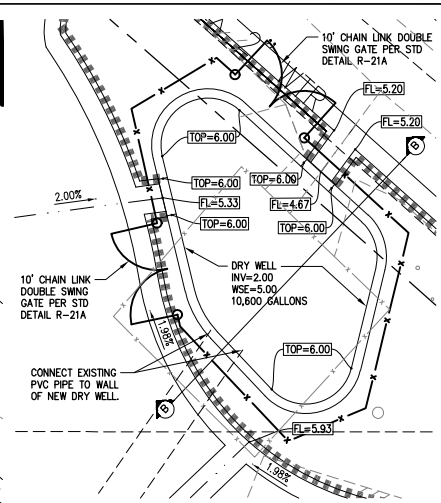 10' CHAIN LINK DOUBLE
SWING GATE PER STD
DETAIL R-21A
FL=5.20
FL=5.20
TOP=6.00
B
TOP=6.00
TOP=6.00
2.00%
FL=5.33
FL=4.67
TOP=6.00
TOP=6.00
10' CHAIN LINK
DOUBLE SWING
GATE PER STD
DETAIL R-21A
DRY WELL
INV=2.00
WSE=5.00
10,600 GALLONS
1.98%
TOP=6.00
CONNECT EXISTING
PVC PIPE TO WALL
OF NEW DRY WELL.
B
FL=5.93
1.98%